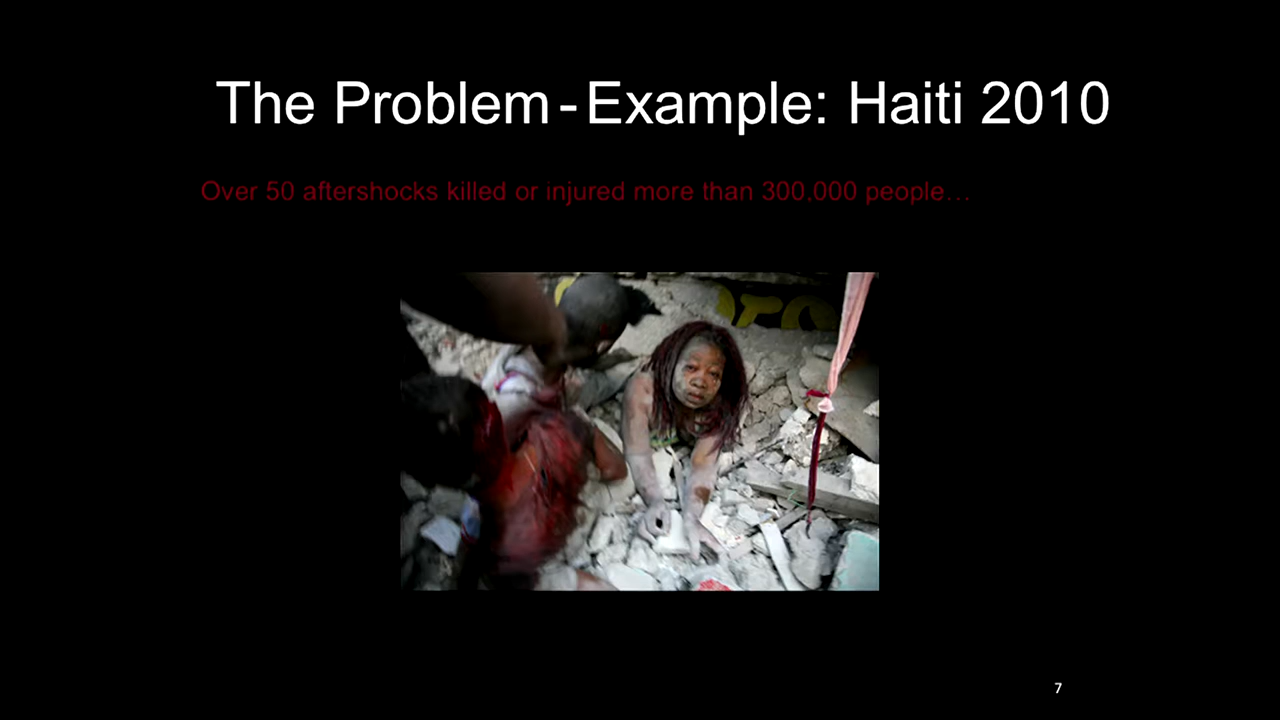 The Problem - Example: Haiti 2010
Over 50 aftershocks killed or injured more than 300,000 people…
7